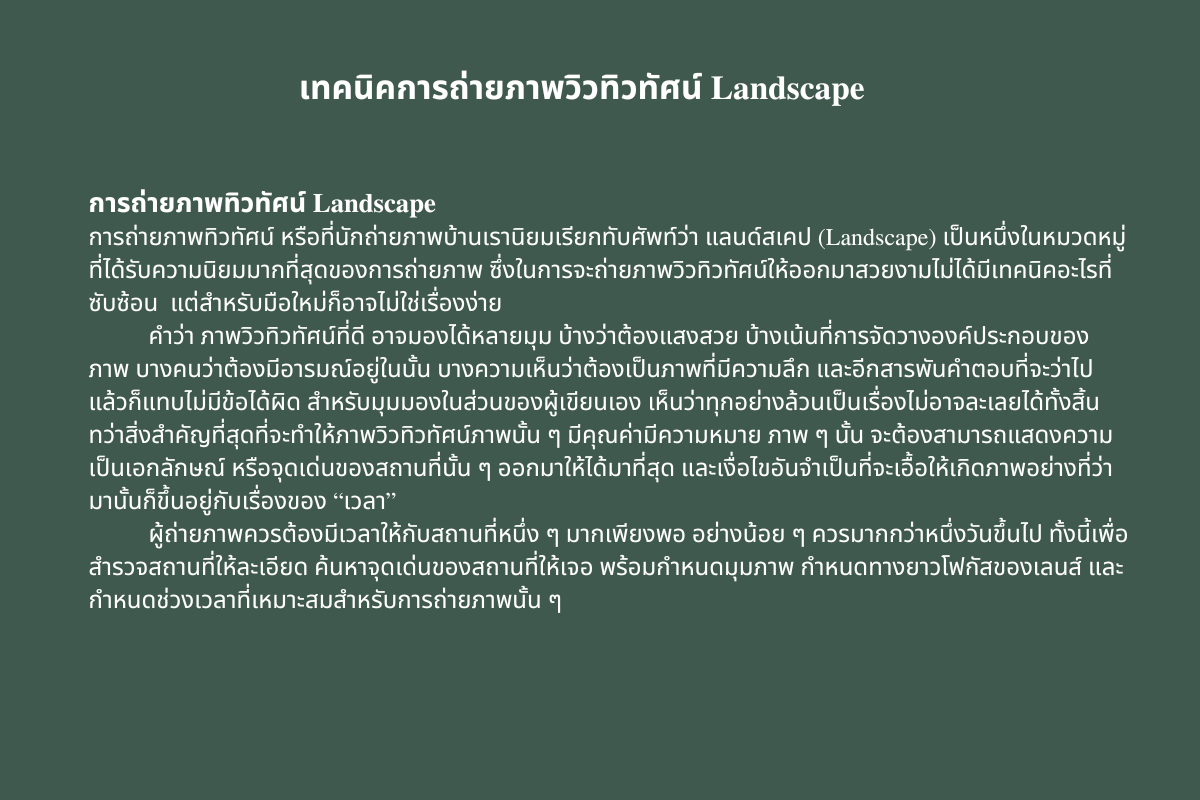 เทคนิคการถ่ายภาพวิวทิวทัศน์ Landscape
การถ่ายภาพทิวทัศน์ Landscape
การถ่ายภาพทิวทัศน์ หรือที่นักถ่ายภาพบ้านเรานิยมเรียกทับศัพท์ว่า แลนด์สเคป (Landscape) เป็นหนึ่งในหมวดหมู่
ที่ได้รับความนิยมมากที่สุดของการถ่ายภาพ ซึ่งในการจะถ่ายภาพวิวทิวทัศน์ให้ออกมาสวยงามไม่ได้มีเทคนิคอะไรที่
ซับซ้อน  แต่สำหรับมือใหม่ก็อาจไม่ใช่เรื่องง่าย
คำว่า ภาพวิวทิวทัศน์ที่ดี อาจมองได้หลายมุม บ้างว่าต้องแสงสวย บ้างเน้นที่การจัดวางองค์ประกอบของ
ภาพ บางคนว่าต้องมีอารมณ์อยู่ในนั้น บางความเห็นว่าต้องเป็นภาพที่มีความลึก และอีกสารพันคำตอบที่จะว่าไป
แล้วก็แทบไม่มีข้อได้ผิด สำหรับมุมมองในส่วนของผู้เขียนเอง เห็นว่าทุกอย่างล้วนเป็นเรื่องไม่อาจละเลยได้ทั้งสิ้น
ทว่าสิ่งสำคัญที่สุดที่จะทำให้ภาพวิวทิวทัศน์ภาพนั้น ๆ มีคุณค่ามีความหมาย ภาพ ๆ นั้น จะต้องสามารถแสดงความ
เป็นเอกลักษณ์ หรือจุดเด่นของสถานที่นั้น ๆ ออกมาให้ได้มาที่สุด และเงื่อไขอันจำเป็นที่จะเอื้อให้เกิดภาพอย่างที่ว่า
มานั้นก็ขึ้นอยู่กับเรื่องของ “เวลา”
ผู้ถ่ายภาพควรต้องมีเวลาให้กับสถานที่หนึ่ง ๆ มากเพียงพอ อย่างน้อย ๆ ควรมากกว่าหนึ่งวันขึ้นไป ทั้งนี้เพื่อ
สำรวจสถานที่ให้ละเอียด ค้นหาจุดเด่นของสถานที่ให้เจอ พร้อมกำหนดมุมภาพ กำหนดทางยาวโฟกัสของเลนส์ และ
กำหนดช่วงเวลาที่เหมาะสมสำหรับการถ่ายภาพนั้น ๆ